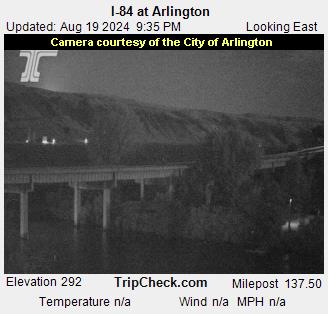 I-84 at Arlington
Updated: Aug 19 2024 9:35 PM Looking East
Camera courtesy of the City of Arlington
Elevation 292 TripCheck.com Milepost 137.50
Temperature n/a Wind n/a MPH n/a